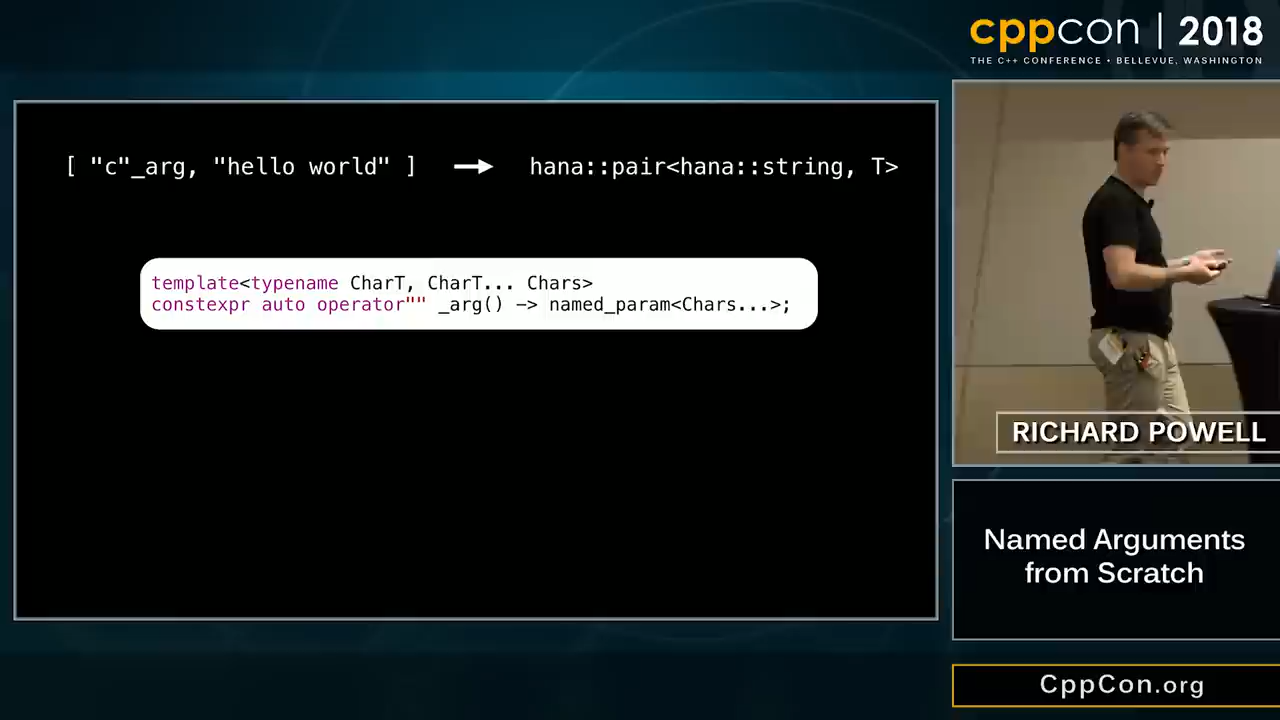 cppcon | 2018
THE C++ CONFERENCE • BELLEVUE, WASHINGTON
[ "c"_arg, "hello world" ] → hana::pair<hana::string, T>
template<typename CharT, CharT... Chars>
constexpr auto operator"" _arg() -> named_param<Chars...>;
RICHARD POWELL
Named Arguments
from Scratch
CppCon.org